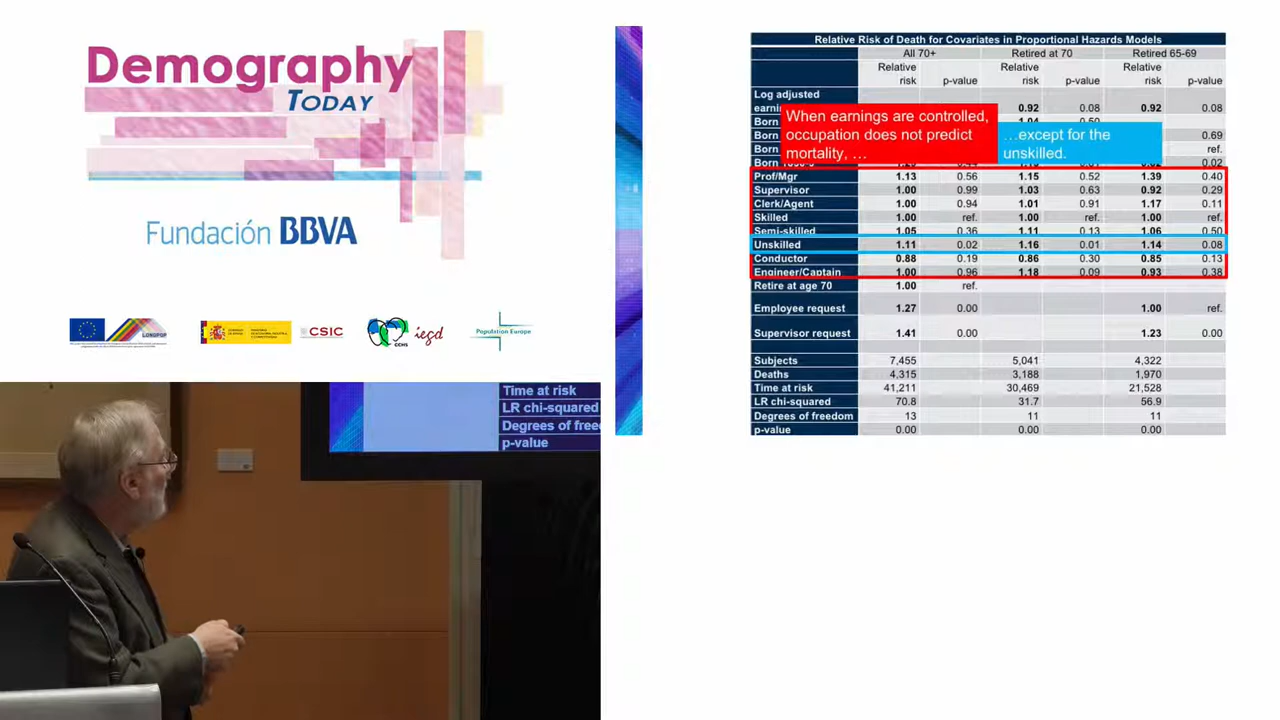 Demography
TODAY
Fundación BBVA
LONGPOP
CSIC
CCHS
iegd
Population Europe
Relative Risk of Death for Covariates in Proportional Hazards Models
All 70+ Retired at 70 Retired 65-69
Relative risk p-value Relative risk p-value Relative risk p-value
Log adjusted
0.92 0.08 0.92 0.08
When earnings are controlled,
occupation does not predict
mortality, …
…except for the
unskilled.
Born
Born 0.69
Born ref.
Born 0.02
Prof/Mgr 1.13 0.56 1.15 0.52 1.39 0.40
Supervisor 1.00 0.99 1.03 0.63 0.92 0.29
Clerk/Agent 1.00 0.94 1.01 0.91 1.17 0.11
Skilled 1.00 ref. 1.00 ref. 1.00 ref.
Semi-skilled 1.05 0.36 1.11 0.13 1.06 0.50
Unskilled 1.11 0.02 1.16 0.01 1.14 0.08
Conductor 0.88 0.19 0.86 0.30 0.85 0.13
Engineer/Captain 1.00 0.96 1.18 0.09 0.93 0.38
Retire at age 70 1.00 ref.
Employee request 1.27 0.00 1.00 ref.
Supervisor request 1.41 0.00 1.23 0.00
Subjects 7,455 5,041 4,322
Deaths 4,315 3,188 1,970
Time at risk 41,211 30,469 21,528
LR chi-squared 70.8 31.7 56.9
Degrees of freedom 13 11 11
p-value 0.00 0.00 0.00
Time at risk
LR chi-squared
Degrees of free
p-value